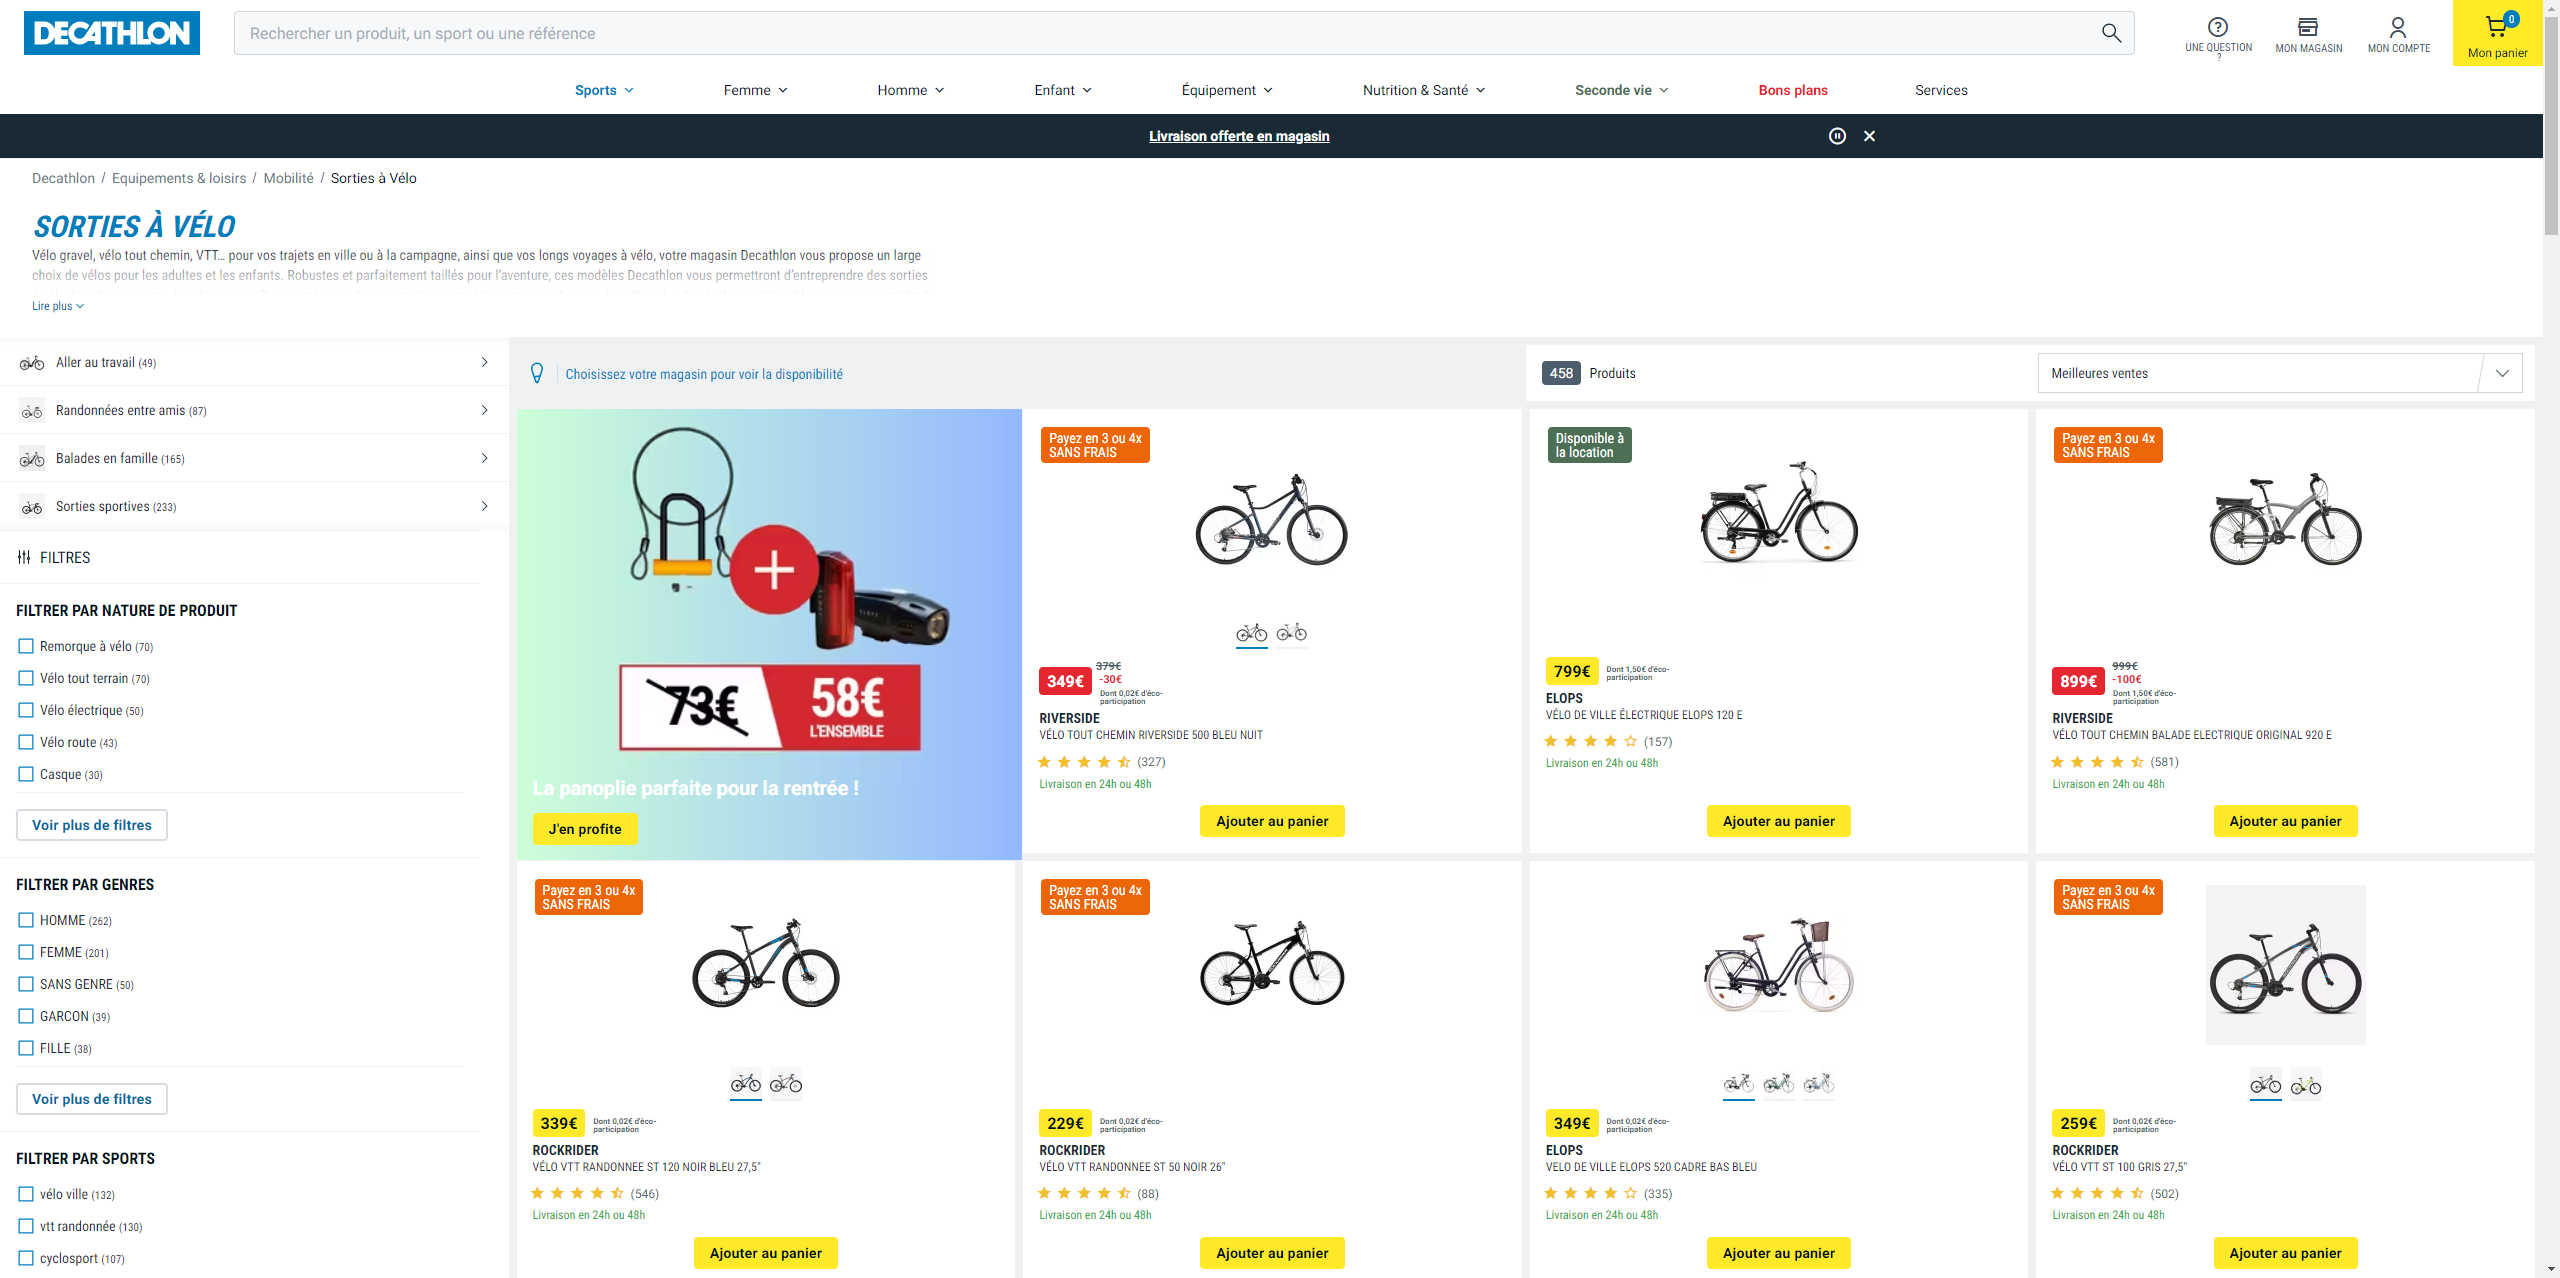 DECATHLON
Rechercher un produit, un sport ou une référence
UNE QUESTION
?
MON MAGASIN
MON COMPTE
0
Mon panier
Sports
Femme
Homme
Enfant
Équipement
Nutrition & Santé
Seconde vie
Bons plans
Services
Livraison offerte en magasin
Decathlon / Equipements & loisirs / Mobilité / Sorties à Vélo
SORTIES À VÉLO
Vélo gravel, vélo tout chemin, VTT... pour vos trajets en ville ou à la campagne, ainsi que vos longs voyages à vélo, votre magasin Decathlon vous propose un large
choix de vélos pour les adultes et les enfants. Robustes et parfaitement taillés pour l'aventure, ces modèles Decathlon vous permettront d'entreprendre des sorties
Lire plus
Aller au travail (49)
Randonnées entre amis (87)
Balades en famille (165)
Sorties sportives (233)
FILTRES
FILTRER PAR NATURE DE PRODUIT
Remorque à vélo (70)
Vélo tout terrain (70)
Vélo électrique (50)
Vélo route (43)
Casque (30)
Voir plus de filtres
FILTRER PAR GENRES
HOMME (262)
FEMME (201)
SANS GENRE (50)
GARCON (39)
FILLE (38)
Voir plus de filtres
FILTRER PAR SPORTS
vélo ville (132)
vtt randonnée (130)
cyclosport (107)
Choisissez votre magasin pour voir la disponibilité
458 Produits
Meilleures ventes
73€
58€
L'ENSEMBLE
La panoplie parfaite pour la rentrée !
J'en profite
Payez en 3 ou 4x
SANS FRAIS
349€
379€
-30€
Dont 0,02€ d'éco-
participation
RIVERSIDE
VÉLO TOUT CHEMIN RIVERSIDE 500 BLEU NUIT
(327)
Livraison en 24h ou 48h
Ajouter au panier
Disponible à
la location
799€
Dont 1,50€ d'éco-
participation
ELOPS
VÉLO DE VILLE ÉLECTRIQUE ELOPS 120 E
(157)
Livraison en 24h ou 48h
Ajouter au panier
Payez en 3 ou 4x
SANS FRAIS
899€
999€
-100€
Dont 1,50€ d'éco-
participation
RIVERSIDE
VÉLO TOUT CHEMIN BALADE ELECTRIQUE ORIGINAL 920 E
(581)
Livraison en 24h ou 48h
Ajouter au panier
Payez en 3 ou 4x
SANS FRAIS
339€
Dont 0,02€ d'éco-
participation
ROCKRIDER
VÉLO VTT RANDONNEE ST 120 NOIR BLEU 27,5"
(546)
Livraison en 24h ou 48h
Ajouter au panier
Payez en 3 ou 4x
SANS FRAIS
229€
Dont 0,02€ d'éco-
participation
ROCKRIDER
VÉLO VTT RANDONNEE ST 50 NOIR 26"
(88)
Livraison en 24h ou 48h
Ajouter au panier
349€
Dont 0,02€ d'éco-
participation
ELOPS
VELO DE VILLE ELOPS 520 CADRE BAS BLEU
(335)
Livraison en 24h ou 48h
Ajouter au panier
Payez en 3 ou 4x
SANS FRAIS
259€
Dont 0,02€ d'éco-
participation
ROCKRIDER
VÉLO VTT ST 100 GRIS 27,5"
(502)
Livraison en 24h ou 48h
Ajouter au panier